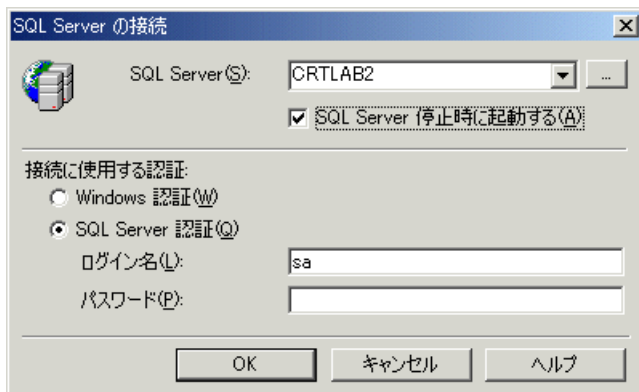 SQL Server の接続
SQL Server(S): CRTLAB2 ...
SQL Server 停止時に起動する(A)
接続に使用する認証:
Windows 認証(W)
SQL Server 認証(Q)
ログイン名(L): sa
パスワード(P):
OK キャンセル ヘルプ